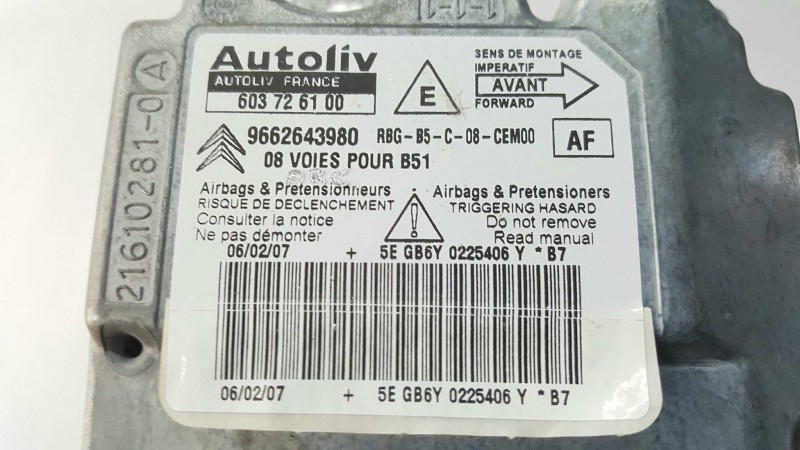 Autoliv
AUTOLIV FRANCE
603 72 61 00
E
SENS DE MONTAGE
IMPERATIF
AVANT
FORWARD
9662643980 RBG-B5-C-08-CEM00 AF
08 VOIES POUR B51
Airbags & Pretensionneurs
RISQUE DE DECLENCHEMENT
Consulter la notice
Ne pas démonter
Airbags & Pretensioners
TRIGGERING HASARD
Do not remove
Read manual
06/02/07 + 5E GB6Y 0225406 Y * B7
06/02/07 + 5E GB6Y 0225406 Y * B7
21610281-0 A